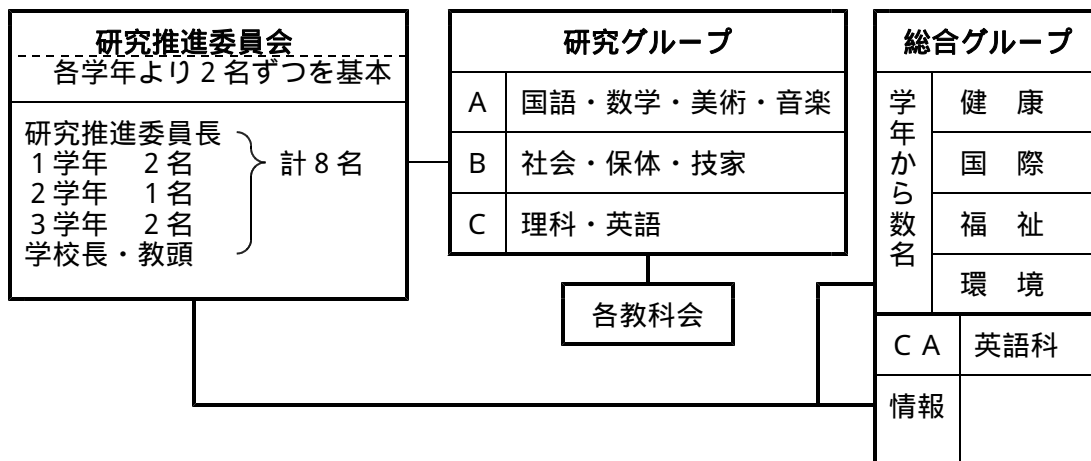 研究推進委員会
各学年より2名ずつを基本
研究推進委員長
1学年 2名
2学年 1名
3学年 2名
学校長・教頭
計8名
研究グループ
A 国語・数学・美術・音楽
B 社会・保体・技家
C 理科・英語
各教科会
総合グループ
学年から数名
健 康
国 際
福 祉
環 境
CA 英語科
情報